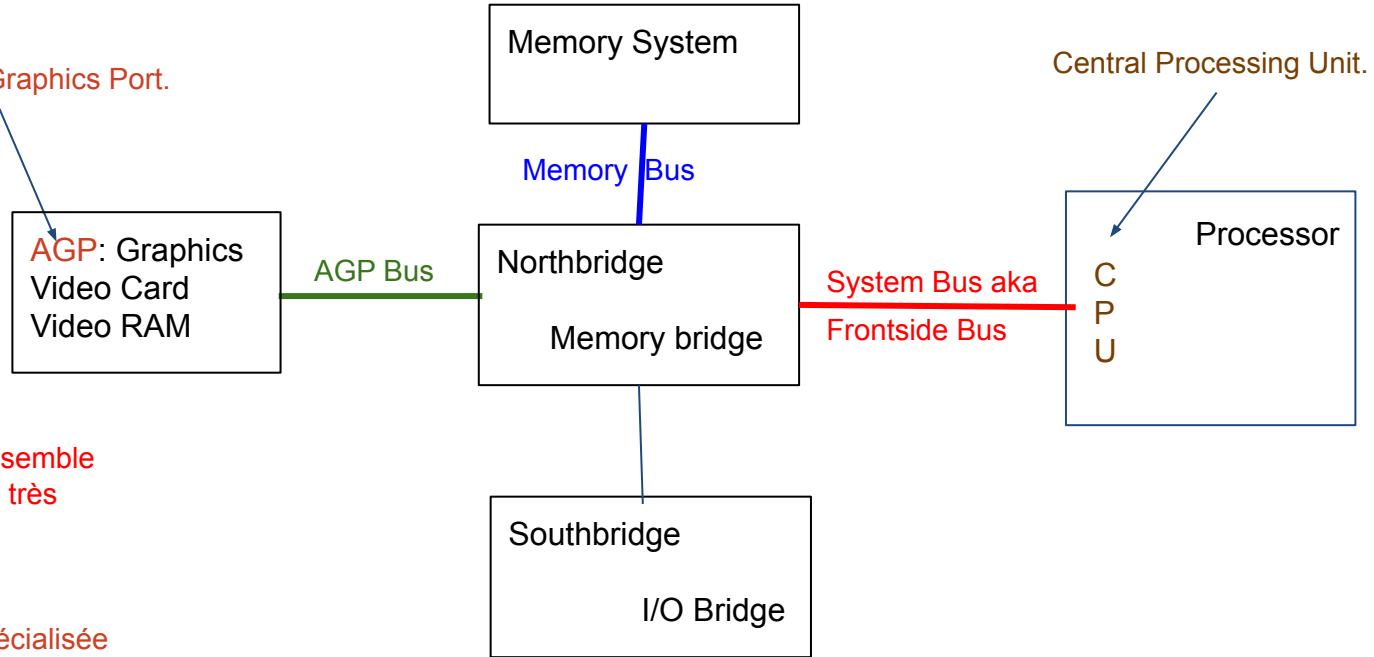 Memory System
Graphics Port.
Central Processing Unit.
Memory Bus
AGP: Graphics
Video Card
Video RAM
AGP Bus
Northbridge
Memory bridge
System Bus aka
Frontside Bus
Processor
C
P
U
semble
très
Southbridge
I/O Bridge
écialisée